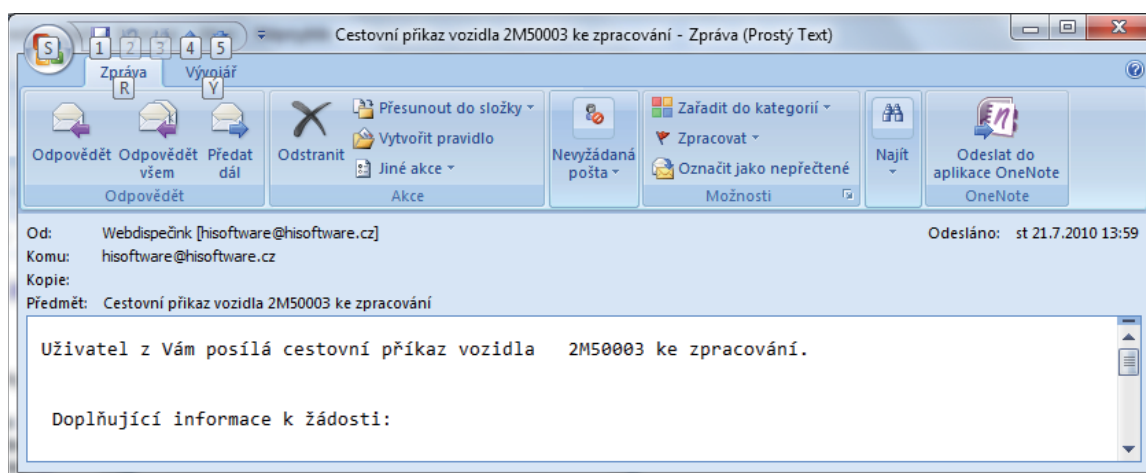 Cestovní přikaz vozidla 2M50003 ke zpracování - Zpráva (Prostý Text)
S 1 2 3 4 5
Zpráva Vývojář
R Ý
Odpovědět Odpovědět všem Předat dál
Odpovědět
Odstranit
Přesunout do složky
Vytvořit pravidlo
Jiné akce
Akce
Nevyžádaná pošta
Zařadit do kategorií
Zpracovat
Označit jako nepřečtené
Možnosti
Najít
Odeslat do
aplikace OneNote
OneNote
Od: Webdispečink [hisoftware@hisoftware.cz] Odesláno: st 21.7.2010 13:59
Komu: hisoftware@hisoftware.cz
Kopie:
Předmět: Cestovní přikaz vozidla 2M50003 ke zpracování
Uživatel z Vám posílá cestovní příkaz vozidla 2M50003 ke zpracování.
Doplňující informace k žádosti: